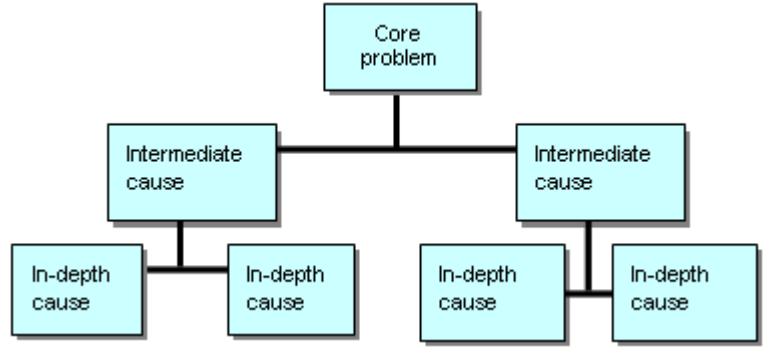 Core
problem
Intermediate
cause
Intermediate
cause
In-depth
cause
In-depth
cause
In-depth
cause
In-depth
cause